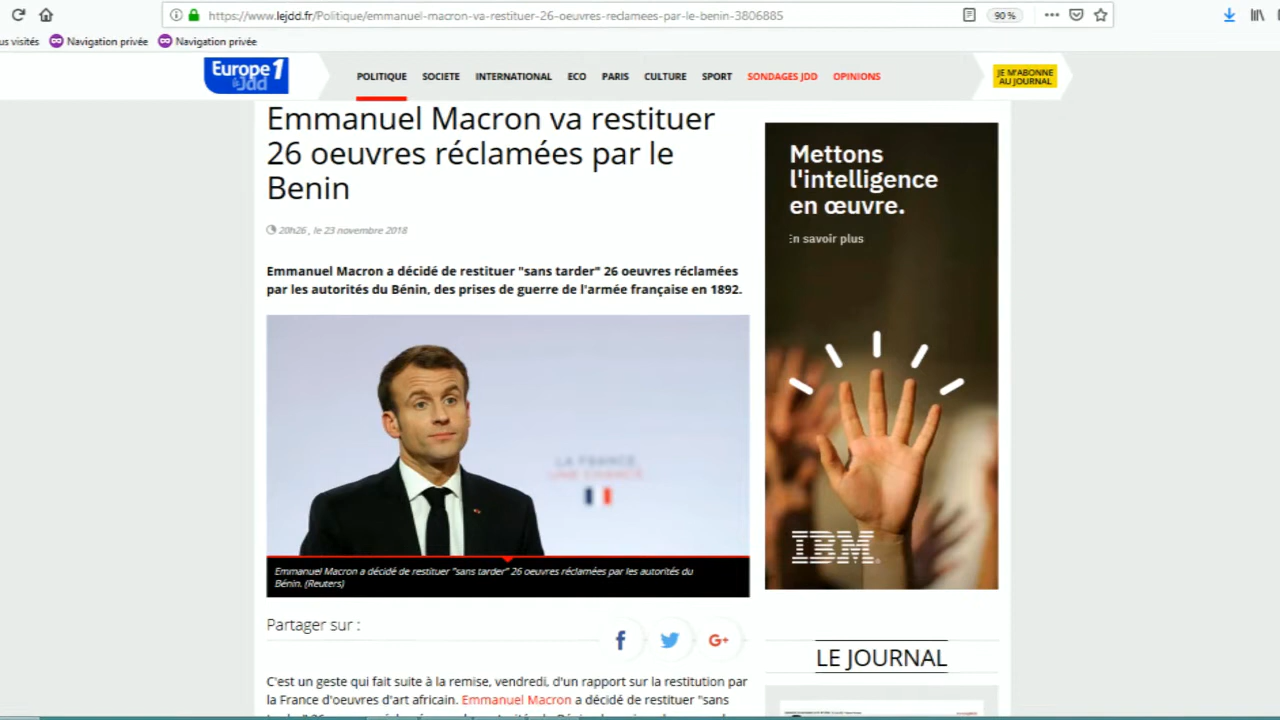 https://www.lejdd.fr/Politique/emmanuel-macron-va-restituer-26-oeuvres-reclamees-par-le-benin-3806885
90 %
us visités
Navigation privée
Navigation privée
Europe 1
Jdd
POLITIQUE
SOCIETE
INTERNATIONAL
ECO
PARIS
CULTURE
SPORT
SONDAGES JDD
OPINIONS
JE M'ABONNE
AU JOURNAL
Emmanuel Macron va restituer
26 oeuvres réclamées par le
Benin
20h26 , le 23 novembre 2018
Emmanuel Macron a décidé de restituer "sans tarder" 26 oeuvres réclamées
par les autorités du Bénin, des prises de guerre de l'armée française en 1892.
LA FRANCE
UNE CHANCE
Emmanuel Macron a décidé de restituer "sans tarder" 26 oeuvres réclamées par les autorités du
Bénin. (Reuters)
Partager sur :
C'est un geste qui fait suite à la remise, vendredi, d'un rapport sur la restitution par
la France d'oeuvres d'art africain. Emmanuel Macron a décidé de restituer "sans
Mettons
l'intelligence
en œuvre.
En savoir plus
IBM
LE JOURNAL